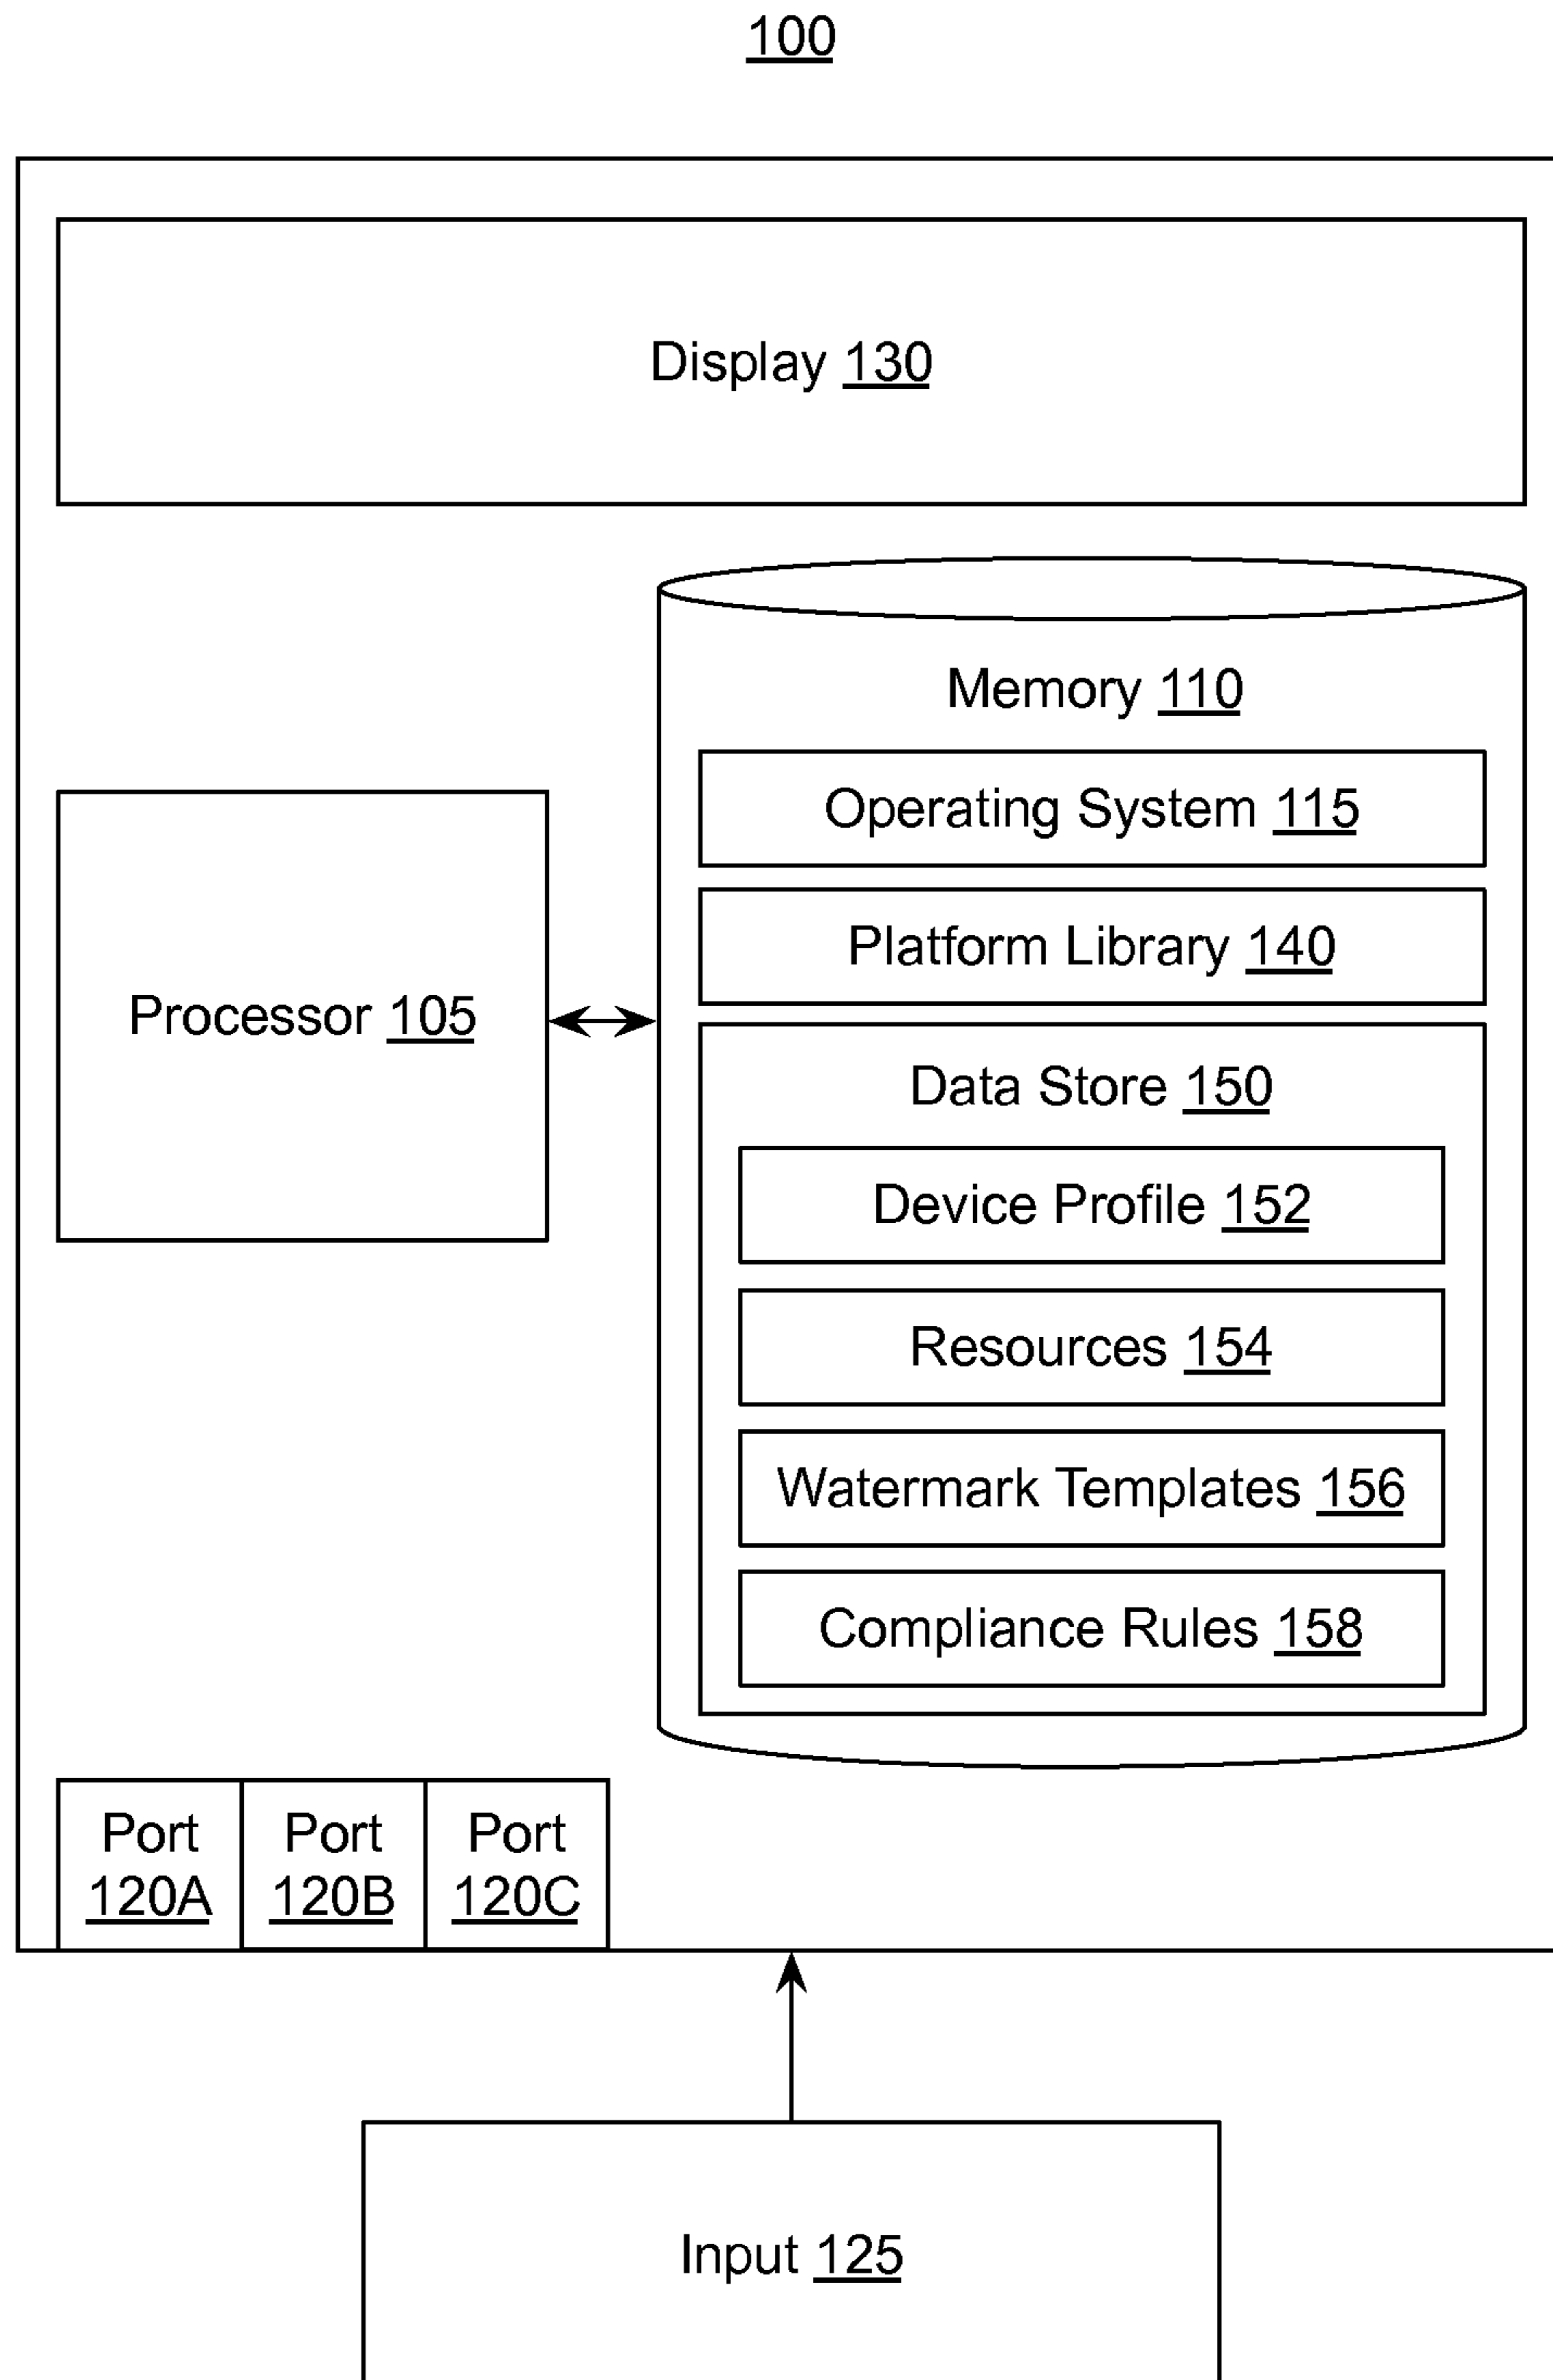 100
Display 130
Memory 110
Operating System 115
Platform Library 140
Processor 105
Data Store 150
Device Profile 152
Resources 154
Watermark Templates 156
Compliance Rules 158
Port
120A
Port
120B
Port
120C
Input 125